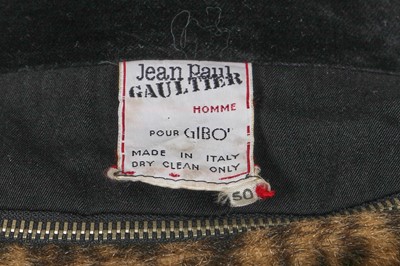 Jean Paul
GAULTIER
HOMME
POUR GIBO'
MADE IN ITALY
DRY CLEAN ONLY
50